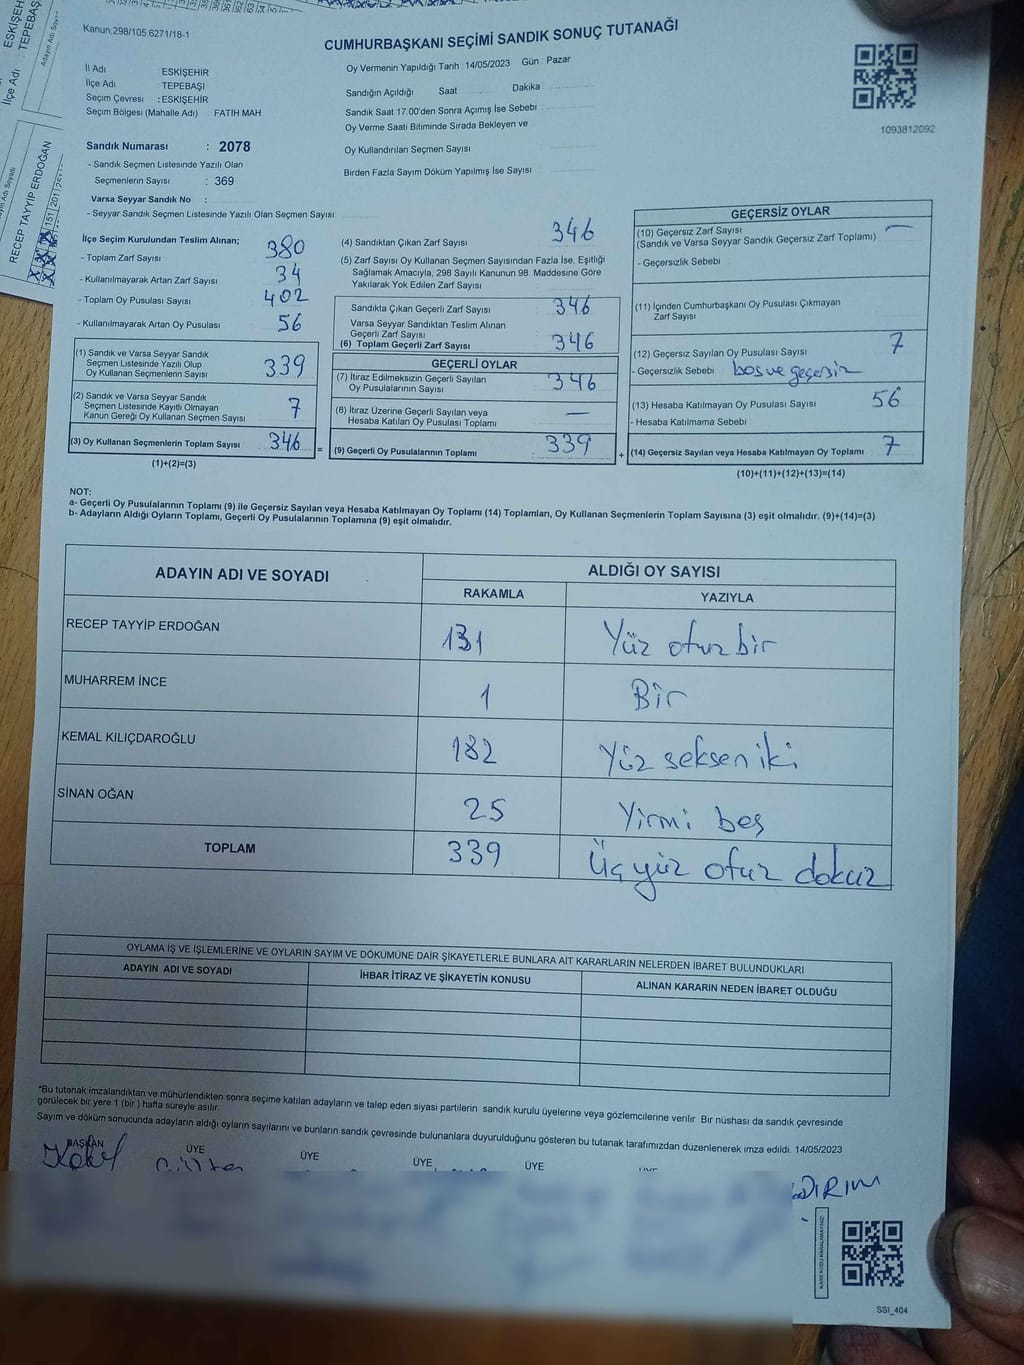 Kanun,298/105,6271/18-1
CUMHURBAŞKANI SEÇİMİ SANDIK SONUÇ TUTANAĞI
İl Adı ESKİŞEHİR
İlçe Adı TEPEBAŞI
Seçim Çevresi : ESKİŞEHİR
Seçim Bölgesi (Mahalle Adı) FATİH MAH
Oy Vermenin Yapıldığı Tarih 14/05/2023 Gün Pazar
Sandığın Açıldığı Saat Dakika
Sandık Saat 17.00'den Sonra Açımış İse Sebebi
Oy Verme Saati Bitiminde Sırada Bekleyen ve
Oy Kullandırılan Seçmen Sayısı
Birden Fazla Sayım Döküm Yapılmış İse Sayısı
1093812092
Sandık Numarası : 2078
- Sandık Seçmen Listesinde Yazılı Olan
Seçmenlerin Sayısı : 369
Varsa Seyyar Sandık No :
- Seyyar Sandık Seçmen Listesinde Yazılı Olan Seçmen Sayısı
İlçe Seçim Kurulundan Teslim Alınan;
- Toplam Zarf Sayısı 380
- Kullanılmayarak Artan Zarf Sayısı 34
- Toplam Oy Pusulası Sayısı 402
- Kullanılmayarak Artan Oy Pusulası 56
(1) Sandık ve Varsa Seyyar Sandık
Seçmen Listesinde Yazılı Olup
Oy Kullanan Seçmenlerin Sayısı 339
(2) Sandık ve Varsa Seyyar Sandık
Seçmen Listesinde Kayıtlı Olmayan
Kanun Gereği Oy Kullanan Seçmen Sayısı 7
(3) Oy Kullanan Seçmenlerin Toplam Sayısı 346 =
(1)+(2)=(3)
(4) Sandıktan Çıkan Zarf Sayısı 346
(5) Zarf Sayısı Oy Kullanan Seçmen Sayısından Fazla İse, Eşitliği
Sağlamak Amacıyla, 298 Sayılı Kanunun 98. Maddesine Göre
Yakılarak Yok Edilen Zarf Sayısı
Sandıkta Çıkan Geçerli Zarf Sayısı 346
Varsa Seyyar Sandıktan Teslim Alınan
Geçerli Zarf Sayısı
(6) Toplam Geçerli Zarf Sayısı 346
GEÇERLİ OYLAR
(7) İtiraz Edilmeksizin Geçerli Sayılan
Oy Pusulalarının Sayısı 346
(8) İtiraz Üzerine Geçerli Sayılan veya
Hesaba Katılan Oy Pusulası Toplamı —
(9) Geçerli Oy Pusulalarının Toplamı 339 +
GEÇERSİZ OYLAR
(10) Geçersiz Zarf Sayısı —
(Sandık ve Varsa Seyyar Sandık Geçersiz Zarf Toplamı)
- Geçersizlik Sebebi
(11) İçinden Cumhurbaşkanı Oy Pusulası Çıkmayan
Zarf Sayısı
(12) Geçersiz Sayılan Oy Pusulası Sayısı 7
- Geçersizlik Sebebi boş ve geçersiz
(13) Hesaba Katılmayan Oy Pusulası Sayısı 56
- Hesaba Katılmama Sebebi
(14) Geçersiz Sayılan veya Hesaba Katılmayan Oy Toplamı 7
(10)+(11)+(12)+(13)=(14)
NOT:
a- Geçerli Oy Pusulalarının Toplamı (9) ile Geçersiz Sayılan veya Hesaba Katılmayan Oy Toplamı (14) Toplamları, Oy Kullanan Seçmenlerin Toplam Sayısına (3) eşit olmalıdır. (9)+(14)=(3)
b- Adayların Aldığı Oyların Toplamı, Geçerli Oy Pusulalarının Toplamına (9) eşit olmalıdır.
ADAYIN ADI VE SOYADI ALDIĞI OY SAYISI
RAKAMLA YAZIYLA
RECEP TAYYİP ERDOĞAN 131 Yüz otuz bir
MUHARREM İNCE 1 Bir
KEMAL KILIÇDAROĞLU 182 Yüz seksen iki
SİNAN OĞAN 25 Yirmi beş
TOPLAM 339 Üç yüz otuz dokuz
OYLAMA İŞ VE İŞLEMLERİNE VE OYLARIN SAYIM VE DÖKÜMÜNE DAİR ŞİKAYETLERLE BUNLARA AİT KARARLARIN NELERDEN İBARET BULUNDUKLARI
ADAYIN ADI VE SOYADI İHBAR İTİRAZ VE ŞİKAYETİN KONUSU ALINAN KARARIN NEDEN İBARET OLDUĞU
*Bu tutanak imzalandıktan ve mühürlendikten sonra seçime katılan adayların ve talep eden siyasi partilerin sandık kurulu üyelerine veya gözlemcilerine verilir Bir nüshası da sandık çevresinde
görülecek bir yere 1 (bir) hafta süreyle asılır.
Sayım ve döküm sonucunda adayların aldığı oyların sayılarını ve bunların sandık çevresinde bulunanlara duyurulduğunu gösteren bu tutanak tarafımızdan düzenlenerek imza edildi. 14/05/2023
BAŞKAN ÜYE ÜYE ÜYE ÜYE
SSI_404
İlçe Adı
ESKİŞEH
TEPEBAŞ
RECEP TAYYİP ERDOĞAN